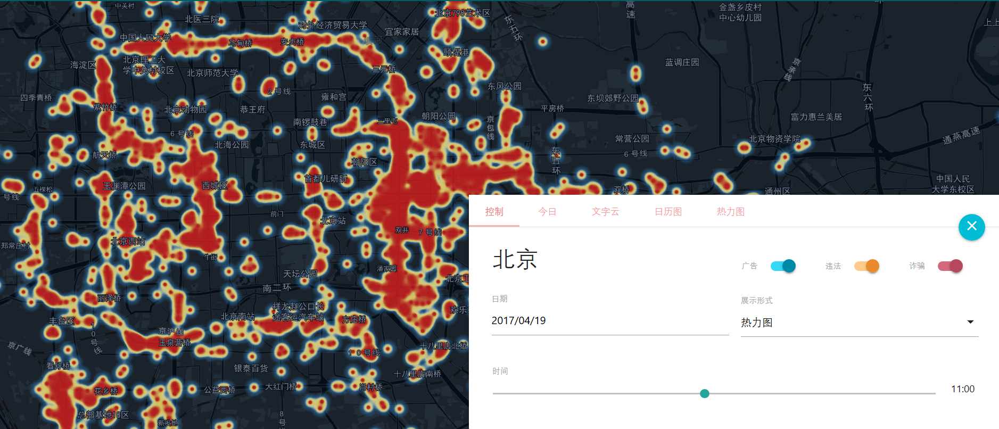 中关村
北医三院
对外经济贸易大学
宜家家居
北京798艺术区
东五环
高速
金盏乡皮村
中心幼儿园
上上
中国人民大学
马甸桥
安贞桥
颐堤港
北京理工大
学中关村校区
海淀区
北京师范大学
三元桥
蓝调庄园
京承线
东风公园
四季青桥
2号线
雍和宫
东坝郊野公园
东六环
紫竹桥
北京动物园
恭王府
平房桥
南锣鼓巷
三里屯
朝阳公园
京包线
富力惠兰美居
6号线
北海公园
东城区
常营公园
北京物资学院
通燕高速
航天桥
朝阳区
东五环
6号线
首都儿研所
玉渊潭公园
西城区
五棵松
号线
双桥
通州区
中国人民
大学东校区
前门
北京站
双井
7号线
郑常庄村
北京西站
牛街
潘家园
天坛公园
南二环
北京工
丽泽桥
祥龙赵公口长
途客运汽车站
北京南站
方庄桥
欢乐
丰台区
10号线
京沪线
玉泉营桥
京广线
十八里店北桥
10号线
看丹桥
银泰百货
十八里店南桥
花乡桥
公益西桥
大红门桥
肖村桥
总部基地18区
新发地
8号线
控制
今日
文字云
日历图
热力图
北京
广告
违法
诈骗
日期
展示形式
2017/04/19
热力图
时间
11:00